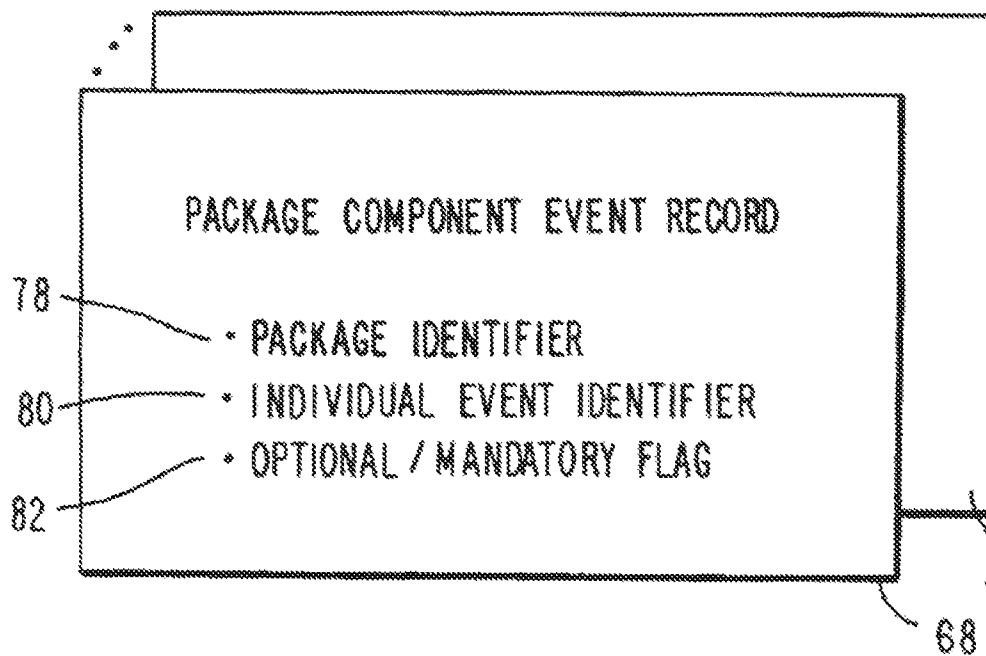 PACKAGE COMPONENT EVENT RECORD
78
• PACKAGE IDENTIFIER
80
• INDIVIDUAL EVENT IDENTIFIER
82
• OPTIONAL / MANDATORY FLAG
68